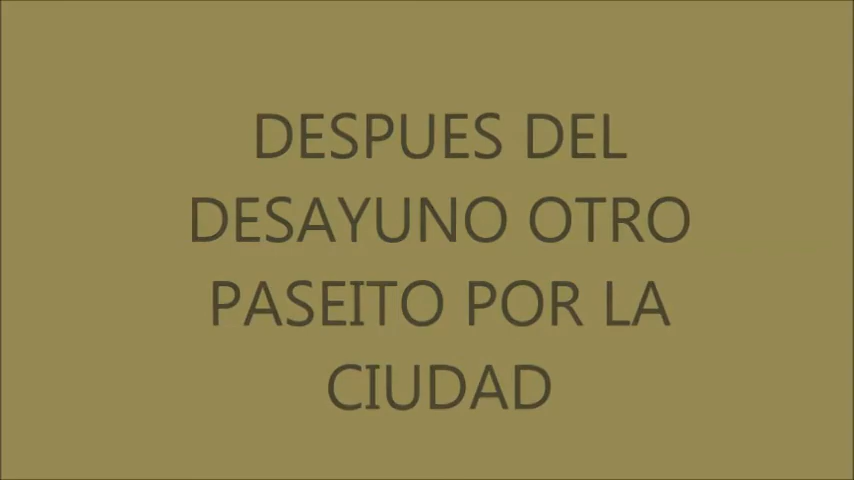 DESPUES DEL
DESAYUNO OTRO
PASEITO POR LA
CIUDAD